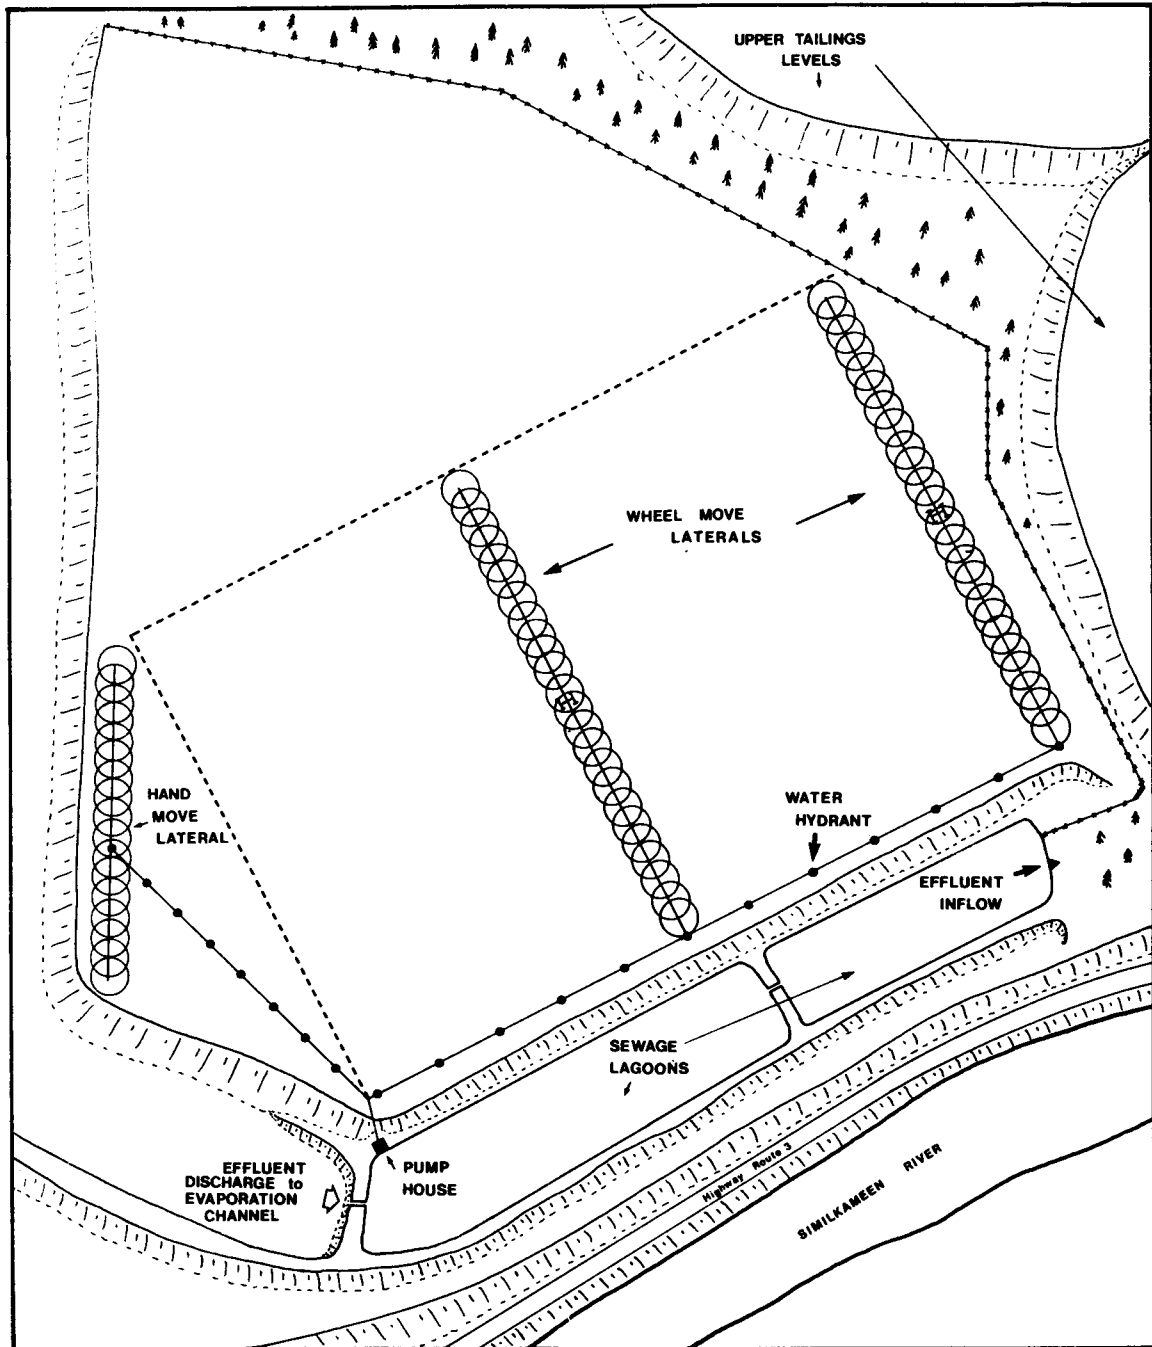 UPPER TAILINGS
LEVELS
WHEEL MOVE
LATERALS
HAND
MOVE
LATERAL
WATER
HYDRANT
EFFLUENT
INFLOW
SEWAGE
LAGOONS
EFFLUENT
DISCHARGE to
EVAPORATION
CHANNEL
PUMP
HOUSE
Highway Route 3
SIMILKAMEEN RIVER